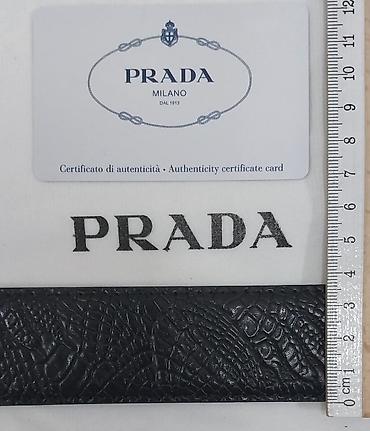 PRADA
MILANO
DAL 1913
Certificato di autenticità • Authenticity certificate card
PRADA
12
11
10
9
8
7
6
5
4
3
2
1
0 cm